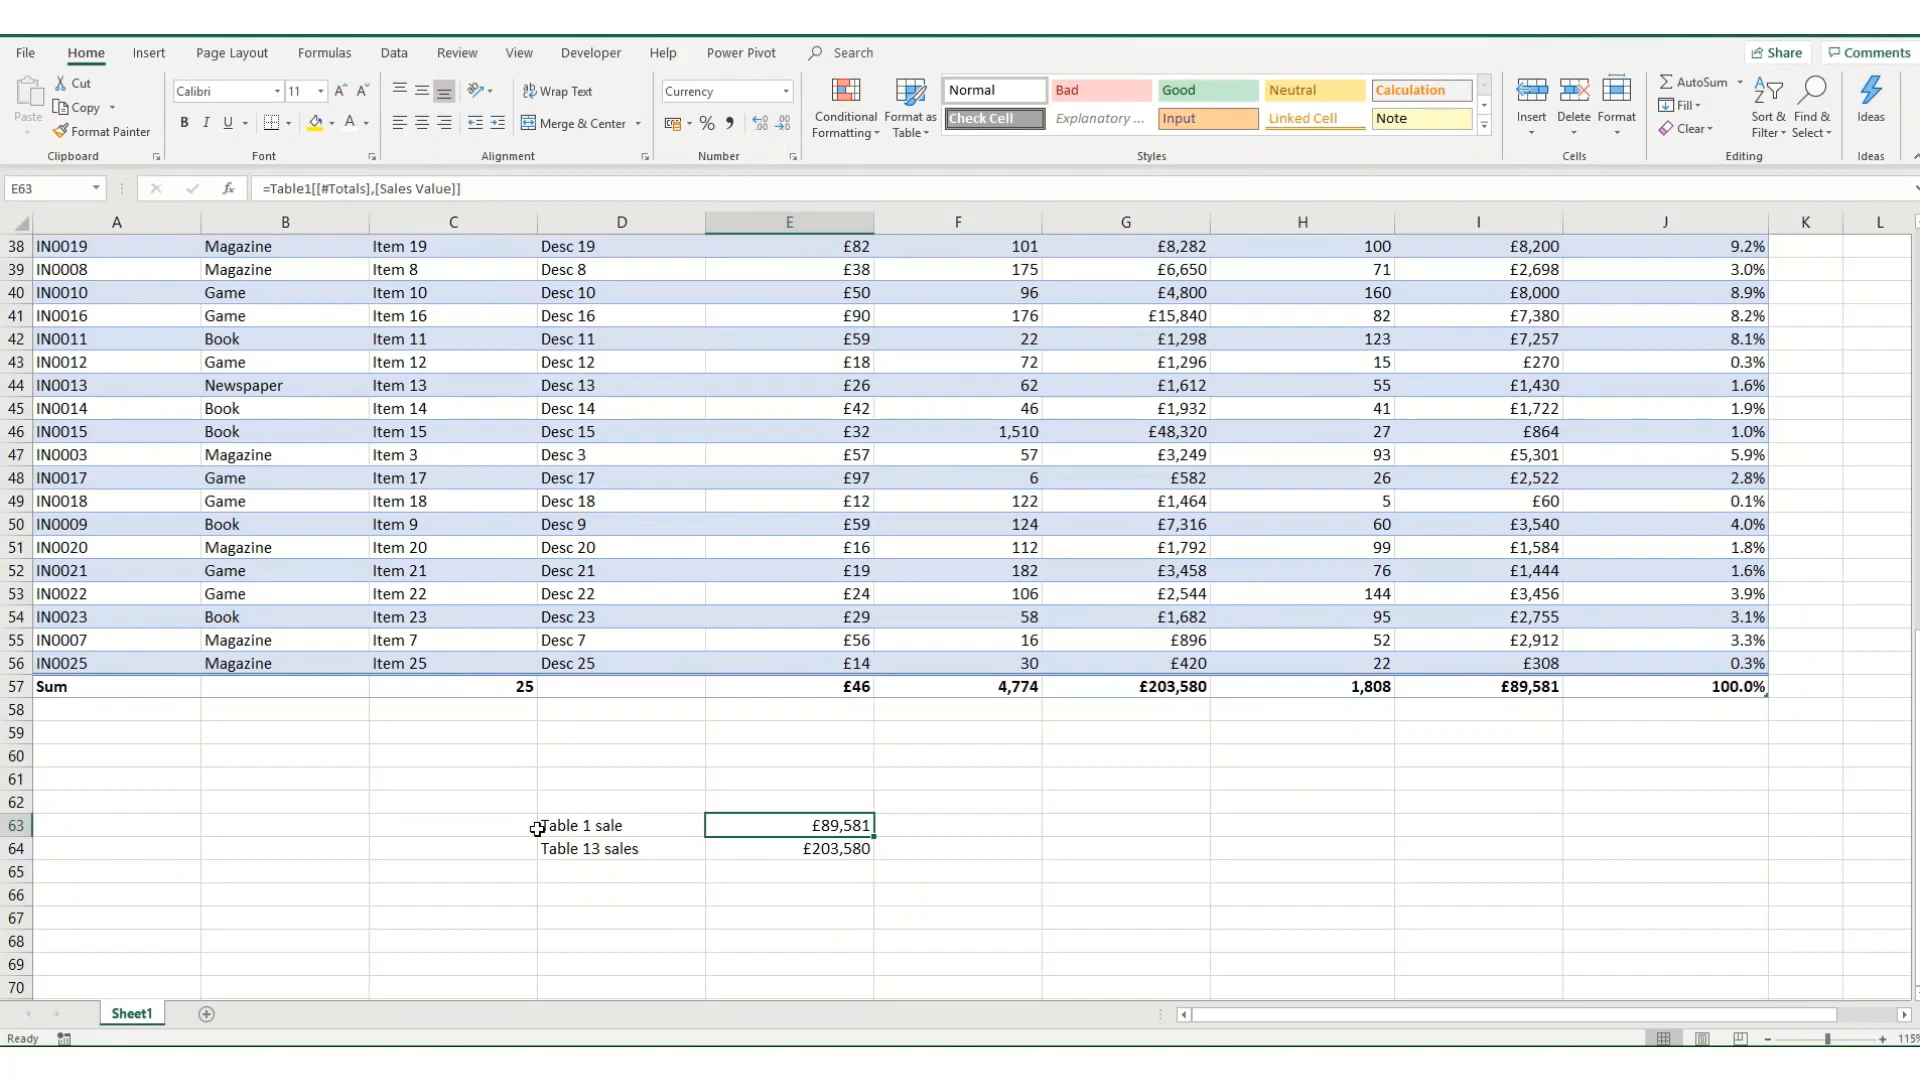 File Home Insert Page Layout Formulas Data Review View Developer Help Power Pivot Search Share Comments
Cut Calibri 11 Wrap Text Currency Normal Bad Good Neutral Calculation AutoSum
Paste Copy Conditional Formatting Format as Table Insert Delete Format Fill Sort & Filter Find & Select Ideas
Format Painter Merge & Center Check Cell Explanatory ... Input Linked Cell Note Clear
Clipboard Font Alignment Number Styles Cells Editing Ideas
E63 =Table1[[#Totals],[Sales Value]]
A B C D E F G H I J K L
38 IN0019 Magazine Item 19 Desc 19 £82 101 £8,282 100 £8,200 9.2%
39 IN0008 Magazine Item 8 Desc 8 £38 175 £6,650 71 £2,698 3.0%
40 IN0010 Game Item 10 Desc 10 £50 96 £4,800 160 £8,000 8.9%
41 IN0016 Game Item 16 Desc 16 £90 176 £15,840 82 £7,380 8.2%
42 IN0011 Book Item 11 Desc 11 £59 22 £1,298 123 £7,257 8.1%
43 IN0012 Game Item 12 Desc 12 £18 72 £1,296 15 £270 0.3%
44 IN0013 Newspaper Item 13 Desc 13 £26 62 £1,612 55 £1,430 1.6%
45 IN0014 Book Item 14 Desc 14 £42 46 £1,932 41 £1,722 1.9%
46 IN0015 Book Item 15 Desc 15 £32 1,510 £48,320 27 £864 1.0%
47 IN0003 Magazine Item 3 Desc 3 £57 57 £3,249 93 £5,301 5.9%
48 IN0017 Game Item 17 Desc 17 £97 6 £582 26 £2,522 2.8%
49 IN0018 Game Item 18 Desc 18 £12 122 £1,464 5 £60 0.1%
50 IN0009 Book Item 9 Desc 9 £59 124 £7,316 60 £3,540 4.0%
51 IN0020 Magazine Item 20 Desc 20 £16 112 £1,792 99 £1,584 1.8%
52 IN0021 Game Item 21 Desc 21 £19 182 £3,458 76 £1,444 1.6%
53 IN0022 Game Item 22 Desc 22 £24 106 £2,544 144 £3,456 3.9%
54 IN0023 Book Item 23 Desc 23 £29 58 £1,682 95 £2,755 3.1%
55 IN0007 Magazine Item 7 Desc 7 £56 16 £896 52 £2,912 3.3%
56 IN0025 Magazine Item 25 Desc 25 £14 30 £420 22 £308 0.3%
57 Sum 25 £46 4,774 £203,580 1,808 £89,581 100.0%
58
59
60
61
62
63 Table 1 sale £89,581
64 Table 13 sales £203,580
65
66
67
68
69
70
Sheet1
Ready 115%